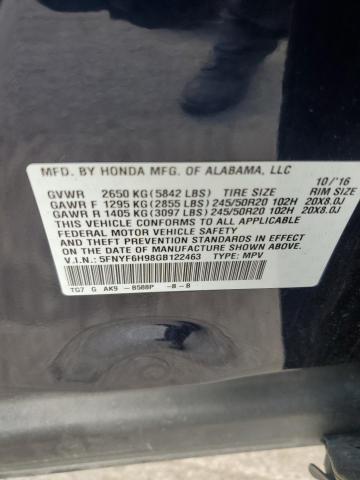 MFD. BY HONDA MFG. OF ALABAMA, LLC 10/'16
GVWR 2650 KG(5842 LBS) TIRE SIZE RIM SIZE
GAWR F 1295 KG(2855 LBS)245/50R20 102H 20X8.0J
GAWR R 1405 KG(3097 LBS)245/50R20 102H 20X8.0J
THIS VEHICLE CONFORMS TO ALL APPLICABLE
FEDERAL MOTOR VEHICLE SAFETY
STANDARDS IN EFFECT ON THE
DATE OF MANUFACTURE SHOWN ABOVE
V.I.N.:5FNYF6H98GB122463 TYPE: MPV
TG7 G AK9 -B588P -B-B